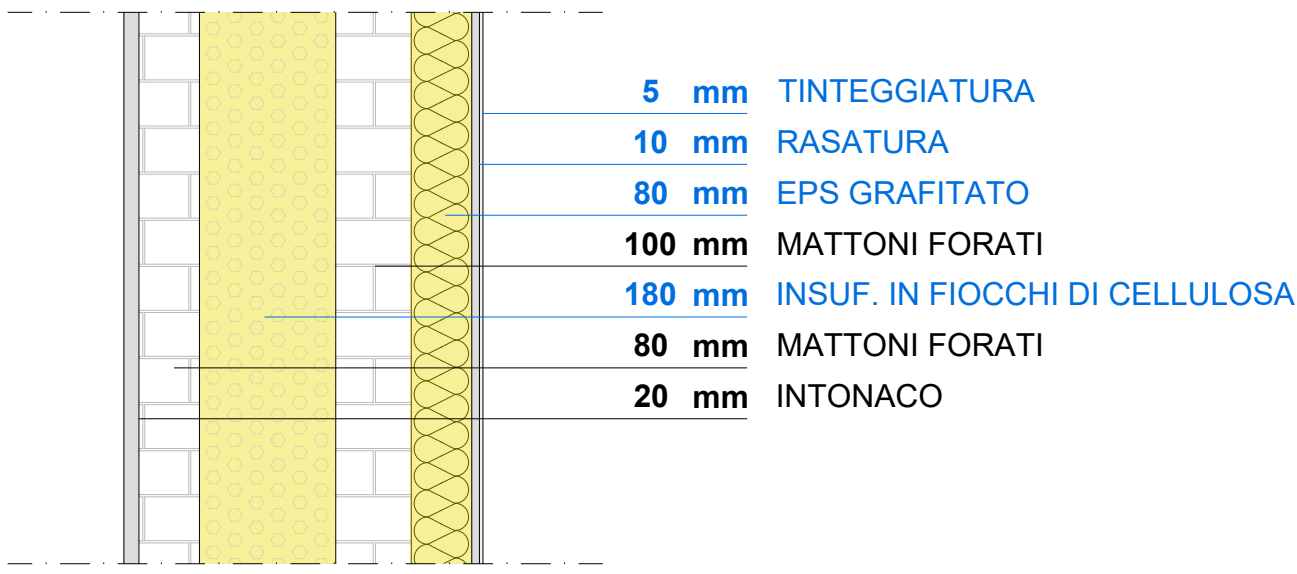 5 mm TINTEGGIATURA
10 mm RASATURA
80 mm EPS GRAFITATO
100 mm MATTONI FORATI
180 mm INSUF. IN FIOCCHI DI CELLULOSA
80 mm MATTONI FORATI
20 mm INTONACO